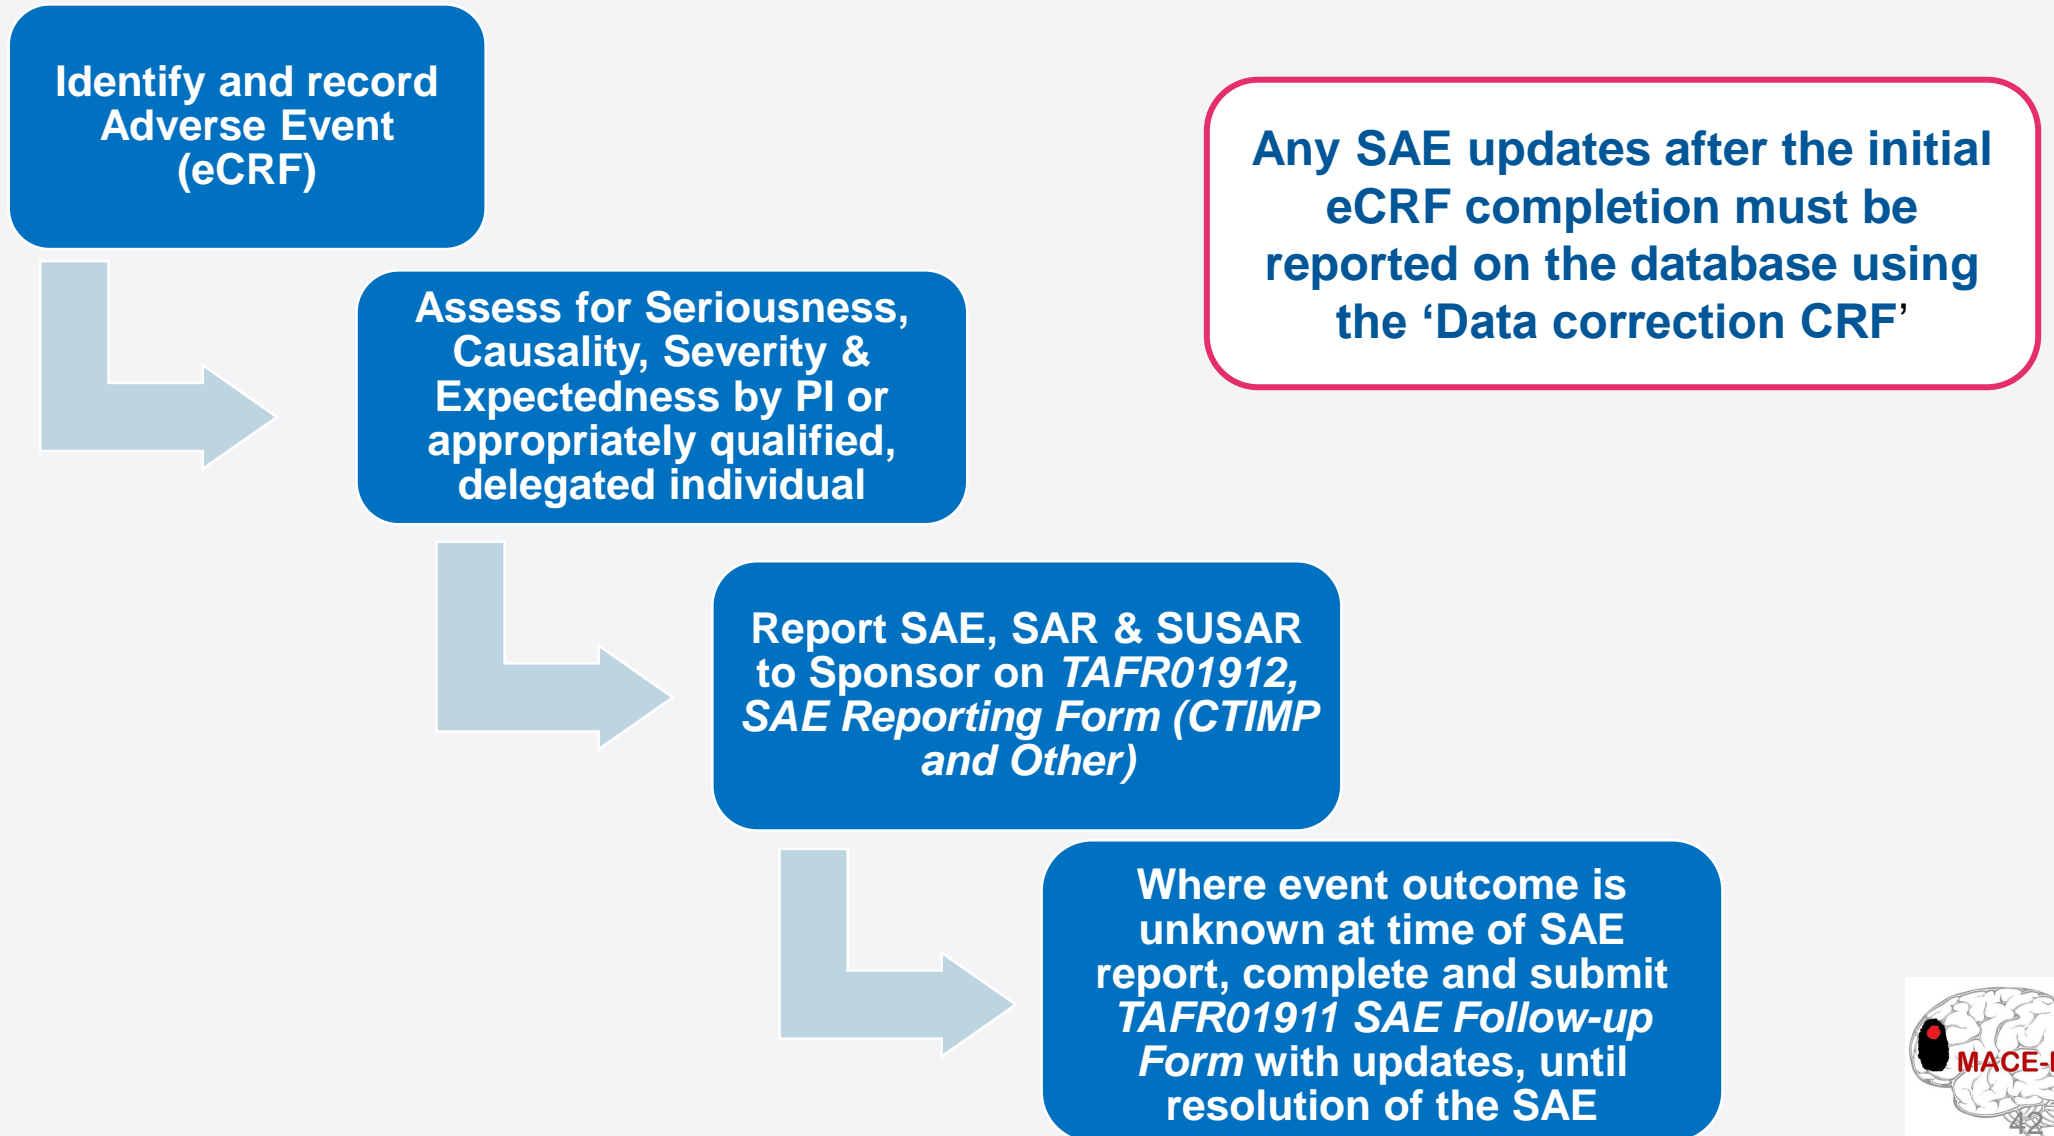 Identify and record
Adverse Event
(eCRF)
Any SAE updates after the initial
eCRF completion must be
reported on the database using
the ‘Data correction CRF’
Assess for Seriousness,
Causality, Severity &
Expectedness by PI or
appropriately qualified,
delegated individual
Report SAE, SAR & SUSAR
to Sponsor on TAFR01912,
SAE Reporting Form (CTIMP
and Other)
Where event outcome is
unknown at time of SAE
report, complete and submit
TAFR01911 SAE Follow-up
Form with updates, until
resolution of the SAE
42